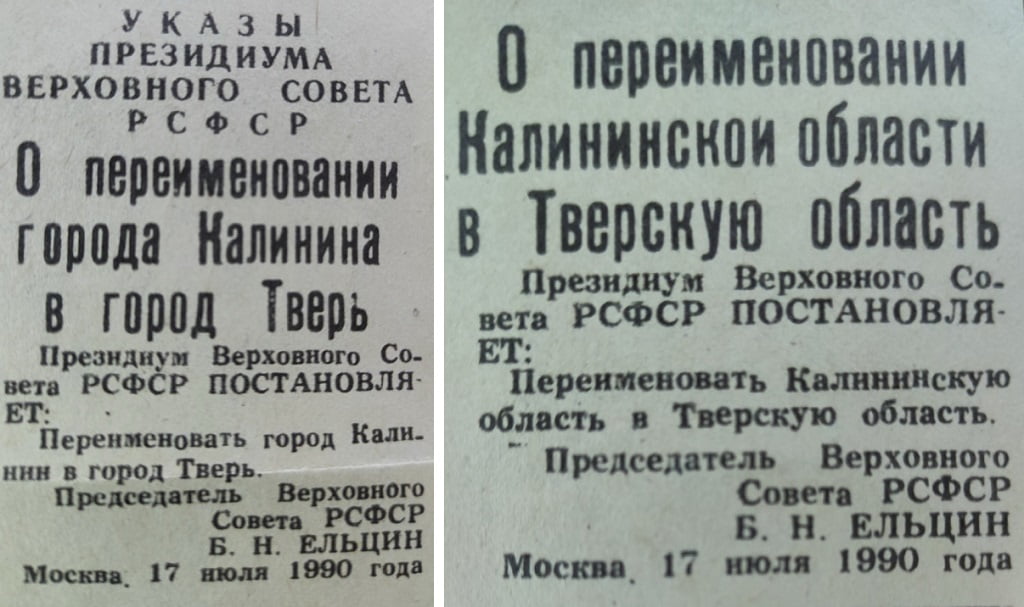 УКАЗЫ
ПРЕЗИДИУМА
ВЕРХОВНОГО СОВЕТА
РСФСР
О переименовании
города Калинина
в город Тверь
Президиум Верховного Со-
вета РСФСР ПОСТАНОВЛЯ-
ЕТ:
Переименовать город Кали-
нин в город Тверь.
Председатель Верховного
Совета РСФСР
Б. Н. ЕЛЬЦИН
Москва. 17 июля 1990 года
О переименовании
Калининской области
в Тверскую область
Президиум Верховного Со-
вета РСФСР ПОСТАНОВЛЯ-
ЕТ:
Переименовать Калининскую
область в Тверскую область.
Председатель Верховного
Совета РСФСР
Б. Н. ЕЛЬЦИН
Москва. 17 июля 1990 года